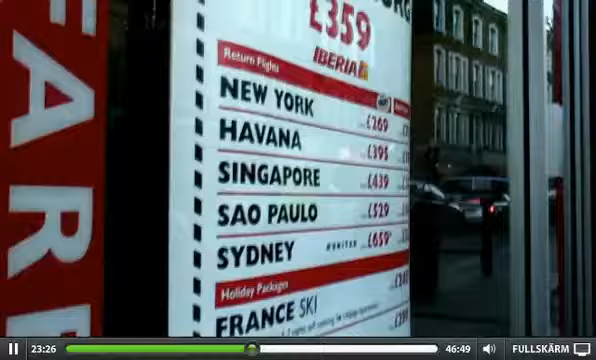 FARE
£359
IBERIA
Return Flights
NEW YORK £269
HAVANA £395
SINGAPORE £439
SAO PAULO £529
SYDNEY £659
Holiday Packages
FRANCE SKI
23:26 46:49 FULLSKÄRM